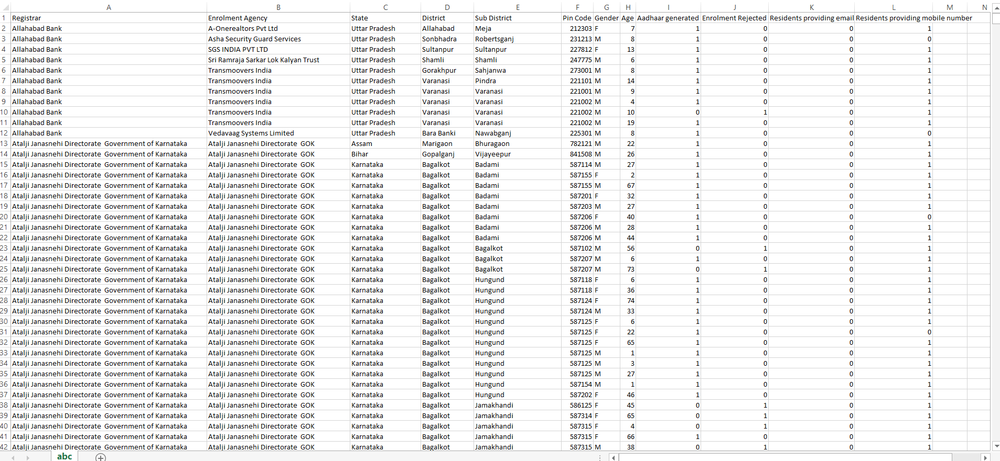 A B C D E F G H I J K L M N
1 Registrar Enrolment Agency State District Sub District Pin Code Gender Age Aadhaar generated Enrolment Rejected Residents providing email Residents providing mobile number
2 Allahabad Bank A-Onerealtors Pvt Ltd Uttar Pradesh Allahabad Meja 212303 F 7 1 0 0 1
3 Allahabad Bank Asha Security Guard Services Uttar Pradesh Sonbhadra Robertsganj 231213 M 8 1 0 0 0
4 Allahabad Bank SGS INDIA PVT LTD Uttar Pradesh Sultanpur Sultanpur 227812 F 13 1 0 0 1
5 Allahabad Bank Sri Ramraja Sarkar Lok Kalyan Trust Uttar Pradesh Shamli Shamli 247775 M 6 1 0 0 1
6 Allahabad Bank Transmoovers India Uttar Pradesh Gorakhpur Sahjanwa 273001 M 8 1 0 0 1
7 Allahabad Bank Transmoovers India Uttar Pradesh Varanasi Pindra 221101 M 14 1 0 0 1
8 Allahabad Bank Transmoovers India Uttar Pradesh Varanasi Varanasi 221001 M 9 1 0 0 1
9 Allahabad Bank Transmoovers India Uttar Pradesh Varanasi Varanasi 221002 M 4 1 0 0 1
10 Allahabad Bank Transmoovers India Uttar Pradesh Varanasi Varanasi 221002 M 10 0 1 0 1
11 Allahabad Bank Transmoovers India Uttar Pradesh Varanasi Varanasi 221002 M 19 1 0 0 1
12 Allahabad Bank Vedavaag Systems Limited Uttar Pradesh Bara Banki Nawabganj 225301 M 8 1 0 0 0
13 Atalji Janasnehi Directorate Government of Karnataka Atalji Janasnehi Directorate GOK Assam Marigaon Bhuragaon 782121 M 22 1 0 0 1
14 Atalji Janasnehi Directorate Government of Karnataka Atalji Janasnehi Directorate GOK Bihar Gopalganj Vijayeepur 841508 M 26 1 0 0 1
15 Atalji Janasnehi Directorate Government of Karnataka Atalji Janasnehi Directorate GOK Karnataka Bagalkot Badami 587114 M 27 1 0 0 1
16 Atalji Janasnehi Directorate Government of Karnataka Atalji Janasnehi Directorate GOK Karnataka Bagalkot Badami 587155 F 2 1 0 0 1
17 Atalji Janasnehi Directorate Government of Karnataka Atalji Janasnehi Directorate GOK Karnataka Bagalkot Badami 587155 M 67 1 0 0 1
18 Atalji Janasnehi Directorate Government of Karnataka Atalji Janasnehi Directorate GOK Karnataka Bagalkot Badami 587201 F 32 1 0 0 1
19 Atalji Janasnehi Directorate Government of Karnataka Atalji Janasnehi Directorate GOK Karnataka Bagalkot Badami 587203 M 27 1 0 0 1
20 Atalji Janasnehi Directorate Government of Karnataka Atalji Janasnehi Directorate GOK Karnataka Bagalkot Badami 587206 F 40 1 0 0 0
21 Atalji Janasnehi Directorate Government of Karnataka Atalji Janasnehi Directorate GOK Karnataka Bagalkot Badami 587206 M 28 1 0 0 1
22 Atalji Janasnehi Directorate Government of Karnataka Atalji Janasnehi Directorate GOK Karnataka Bagalkot Badami 587206 M 44 1 0 0 1
23 Atalji Janasnehi Directorate Government of Karnataka Atalji Janasnehi Directorate GOK Karnataka Bagalkot Bagalkot 587102 M 56 0 1 0 1
24 Atalji Janasnehi Directorate Government of Karnataka Atalji Janasnehi Directorate GOK Karnataka Bagalkot Bagalkot 587207 M 6 1 0 0 1
25 Atalji Janasnehi Directorate Government of Karnataka Atalji Janasnehi Directorate GOK Karnataka Bagalkot Bagalkot 587207 M 73 0 1 0 1
26 Atalji Janasnehi Directorate Government of Karnataka Atalji Janasnehi Directorate GOK Karnataka Bagalkot Hungund 587118 F 6 1 0 0 1
27 Atalji Janasnehi Directorate Government of Karnataka Atalji Janasnehi Directorate GOK Karnataka Bagalkot Hungund 587118 F 36 1 0 0 1
28 Atalji Janasnehi Directorate Government of Karnataka Atalji Janasnehi Directorate GOK Karnataka Bagalkot Hungund 587124 F 74 1 0 0 1
29 Atalji Janasnehi Directorate Government of Karnataka Atalji Janasnehi Directorate GOK Karnataka Bagalkot Hungund 587124 M 33 1 0 0 1
30 Atalji Janasnehi Directorate Government of Karnataka Atalji Janasnehi Directorate GOK Karnataka Bagalkot Hungund 587125 F 6 1 0 0 1
31 Atalji Janasnehi Directorate Government of Karnataka Atalji Janasnehi Directorate GOK Karnataka Bagalkot Hungund 587125 F 22 1 0 0 0
32 Atalji Janasnehi Directorate Government of Karnataka Atalji Janasnehi Directorate GOK Karnataka Bagalkot Hungund 587125 F 65 1 0 0 1
33 Atalji Janasnehi Directorate Government of Karnataka Atalji Janasnehi Directorate GOK Karnataka Bagalkot Hungund 587125 M 1 1 0 0 1
34 Atalji Janasnehi Directorate Government of Karnataka Atalji Janasnehi Directorate GOK Karnataka Bagalkot Hungund 587125 M 3 1 0 0 1
35 Atalji Janasnehi Directorate Government of Karnataka Atalji Janasnehi Directorate GOK Karnataka Bagalkot Hungund 587125 M 27 1 0 0 1
36 Atalji Janasnehi Directorate Government of Karnataka Atalji Janasnehi Directorate GOK Karnataka Bagalkot Hungund 587154 M 1 1 0 0 1
37 Atalji Janasnehi Directorate Government of Karnataka Atalji Janasnehi Directorate GOK Karnataka Bagalkot Hungund 587202 F 46 1 0 0 1
38 Atalji Janasnehi Directorate Government of Karnataka Atalji Janasnehi Directorate GOK Karnataka Bagalkot Jamakhandi 586125 F 45 0 1 0 1
39 Atalji Janasnehi Directorate Government of Karnataka Atalji Janasnehi Directorate GOK Karnataka Bagalkot Jamakhandi 587314 F 65 0 1 0 1
40 Atalji Janasnehi Directorate Government of Karnataka Atalji Janasnehi Directorate GOK Karnataka Bagalkot Jamakhandi 587315 F 4 0 1 0 1
41 Atalji Janasnehi Directorate Government of Karnataka Atalji Janasnehi Directorate GOK Karnataka Bagalkot Jamakhandi 587315 F 66 1 0 0 1
42 Atalji Janasnehi Directorate Government of Karnataka Atalji Janasnehi Directorate GOK Karnataka Bagalkot Jamakhandi 587315 M 38 0 1 0 1
abc